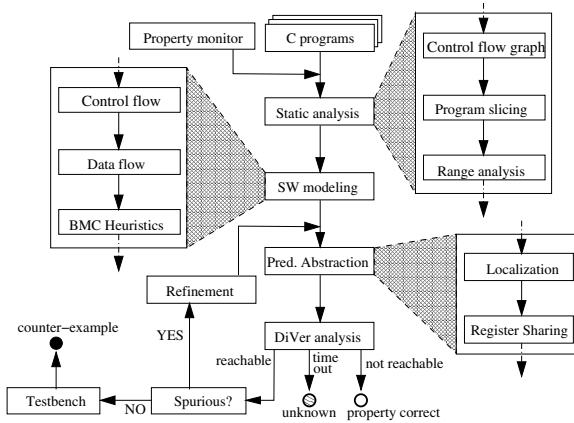 Property monitor
C programs
Control flow graph
Control flow
Static analysis
Program slicing
Data flow
Range analysis
SW modeling
BMC Heuristics
Pred. Abstraction
Localization
Refinement
counter-example
YES
DiVer analysis
Register Sharing
reachable
time
out
not reachable
Testbench
NO
Spurious?
unknown
property correct